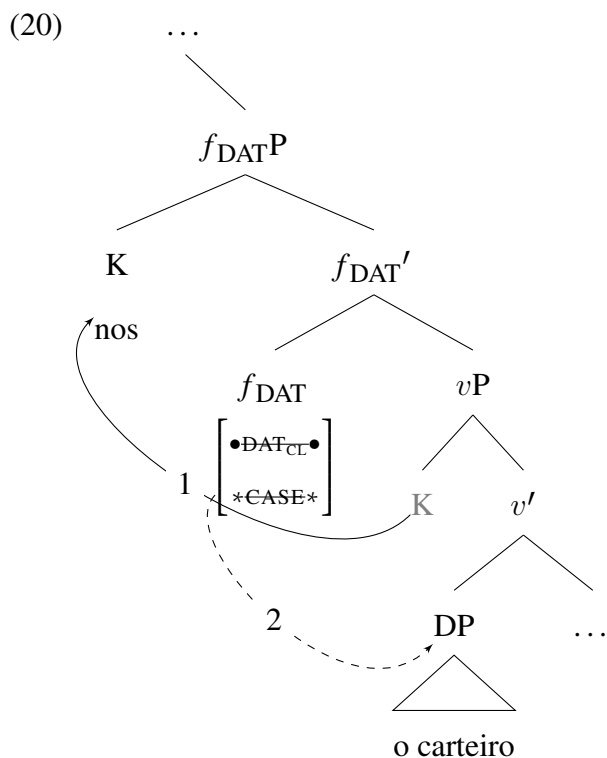 (20) …
f_DAT P
K f_DAT′
nos
f_DAT vP
●DAT_CL●
1 *CASE* K v′
2 DP …
o carteiro